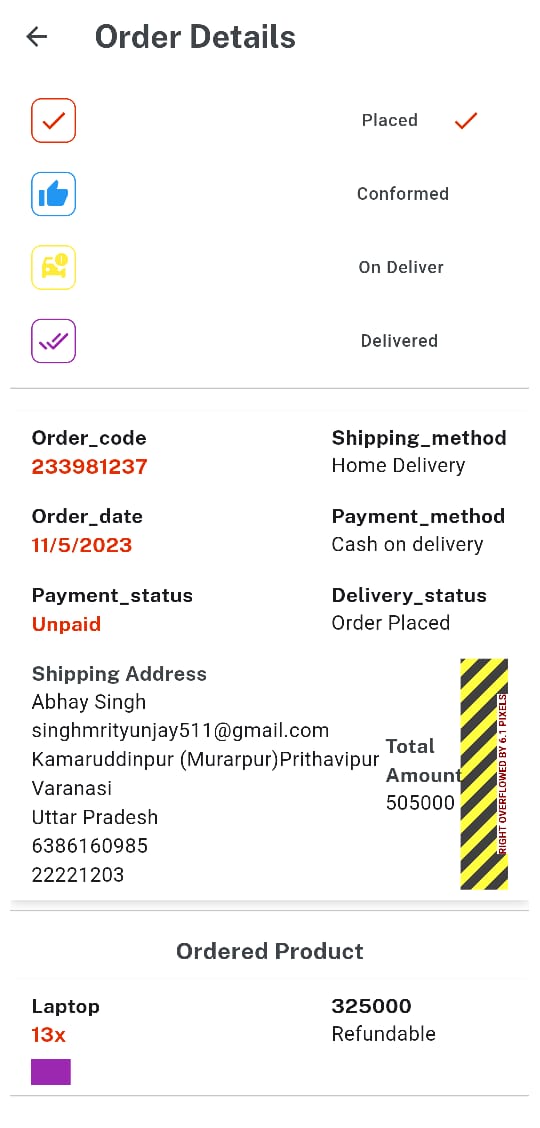 Order Details
Placed
Conformed
On Deliver
Delivered
Order_code
233981237
Shipping_method
Home Delivery
Order_date
11/5/2023
Payment_method
Cash on delivery
Payment_status
Unpaid
Delivery_status
Order Placed
Shipping Address
Abhay Singh
singhmrityunjay511@gmail.com
Kamaruddinpur (Murarpur)Prithavipur
Varanasi
Uttar Pradesh
6386160985
22221203
Total
Amount
505000
RIGHT OVERFLOWED BY 6.1 PIXELS
Ordered Product
Laptop
13x
325000
Refundable